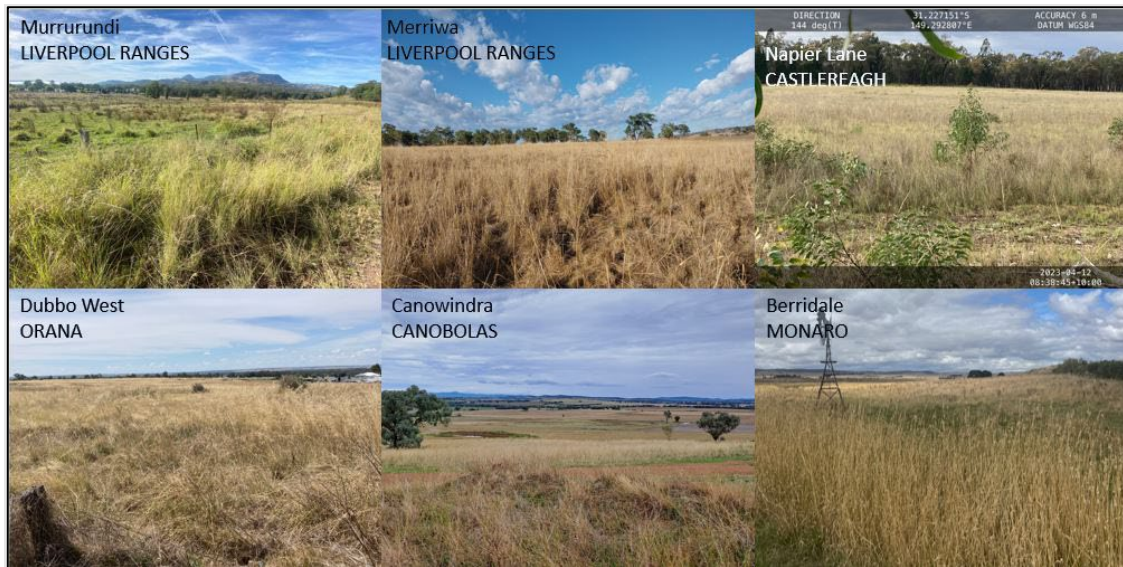 Murrurundi
LIVERPOOL RANGES
Merriwa
LIVERPOOL RANGES
DIRECTION
144 deg(T)
31.227151°S
149.292807°E
ACCURACY 6 m
DATUM WGS84
Napier Lane
CASTLEREAGH
2023-04-12
08:38:45+10:00
Dubbo West
ORANA
Canowindra
CANOBOLAS
Berridale
MONARO